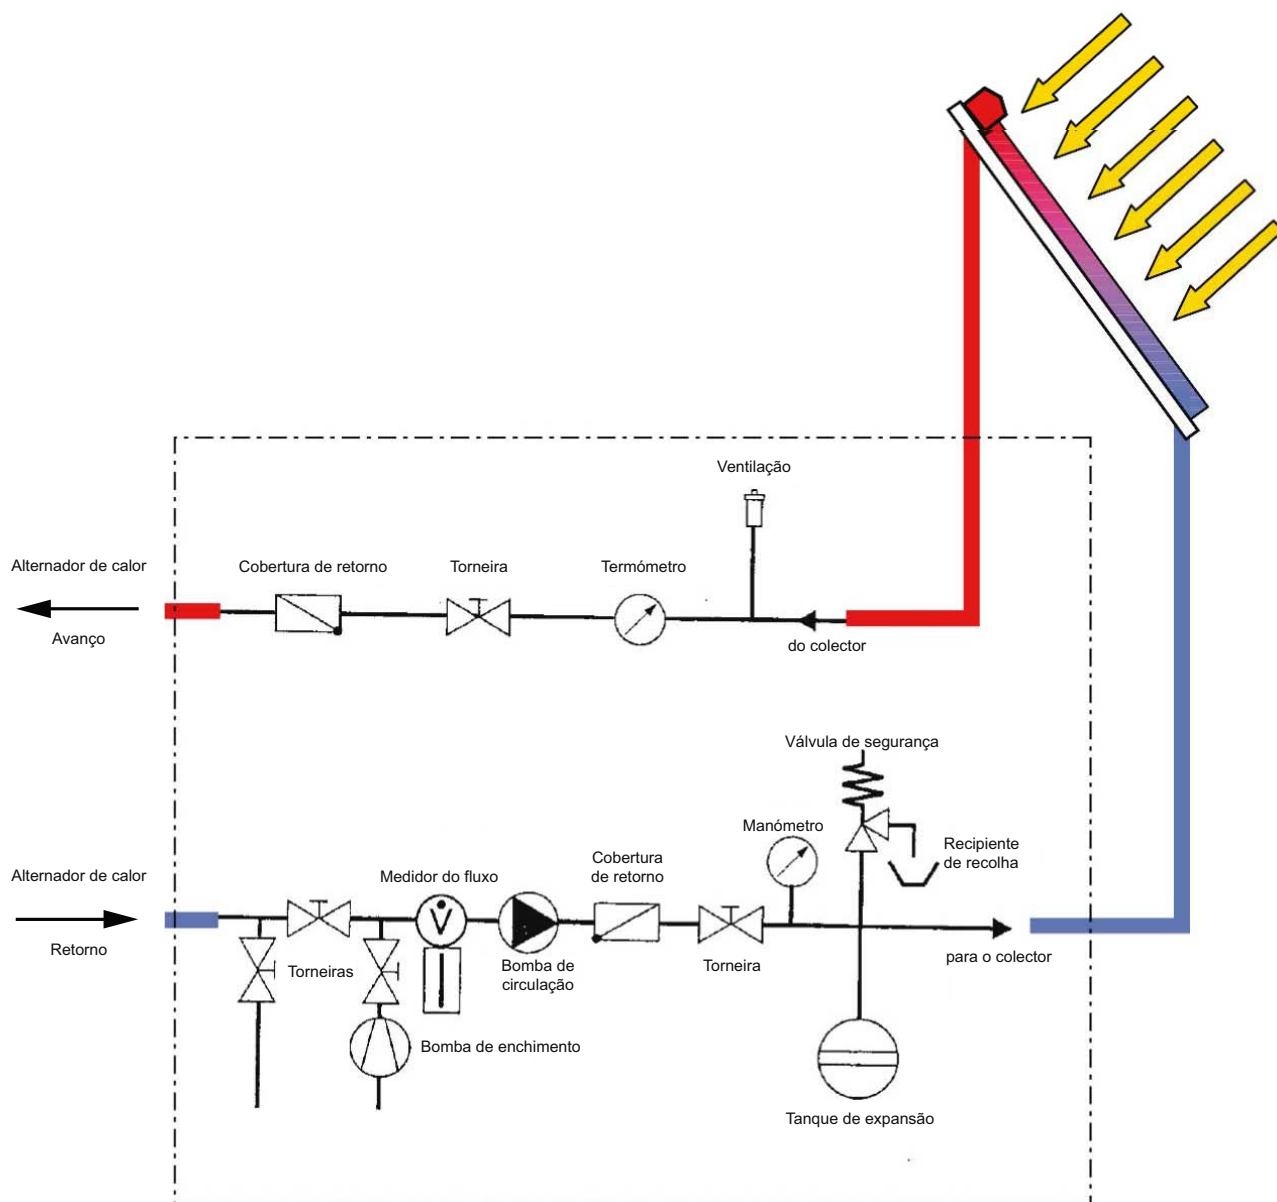 Ventilação
Alternador de calor
Cobertura de retorno
Torneira
Termómetro
Avanço
do colector
Válvula de segurança
Manómetro
Recipiente
de recolha
Cobertura
de retorno
Alternador de calor
Medidor do fluxo
V
Retorno
Torneiras
Bomba de
circulação
Torneira
para o colector
Bomba de enchimento
Tanque de expansão